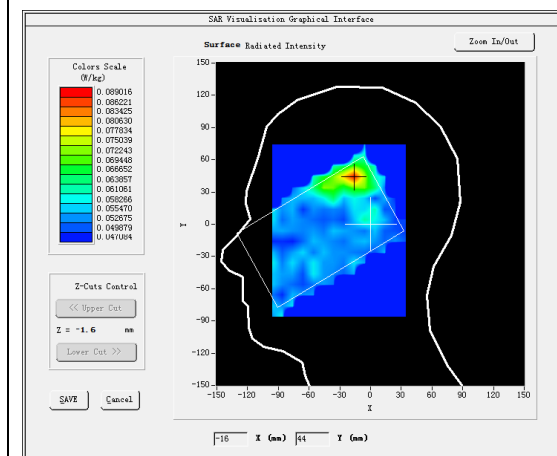 SAR Visualisation Graphical Interface
Surface Radiated Intensity
Zoom In/Out
Colors Scale
(W/kg)
0.089016
0.086221
0.083425
0.080630
0.077834
0.075039
0.072243
0.069448
0.066652
0.063857
0.061061
0.058266
0.055470
0.052675
0.049879
0.047084
Z-Cuts Control
<< Upper Cut
Z = -1.6 mm
Lower Cut >>
SAVE Cancel
150
120
90
60
30
0
-30
-60
-90
-120
-150
Y
-150 -120 -90 -60 -30 0 30 60 90 120 150
X
-16 X (mm) 44 Y (mm)